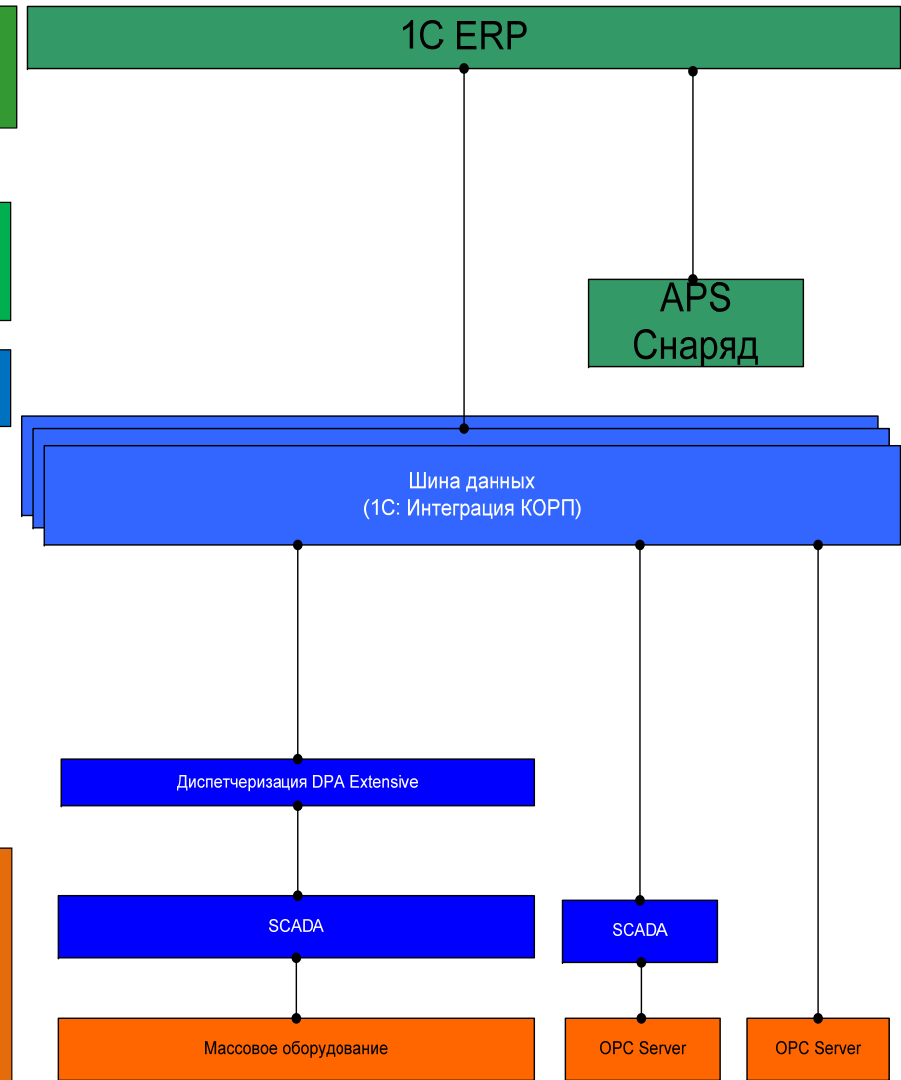 1C ERP
APS
Снаряд
Шина данных
(1С: Интеграция КОРП)
Диспетчеризация DPA Extensive
SCADA
SCADA
Массовое оборудование
OPC Server
OPC Server